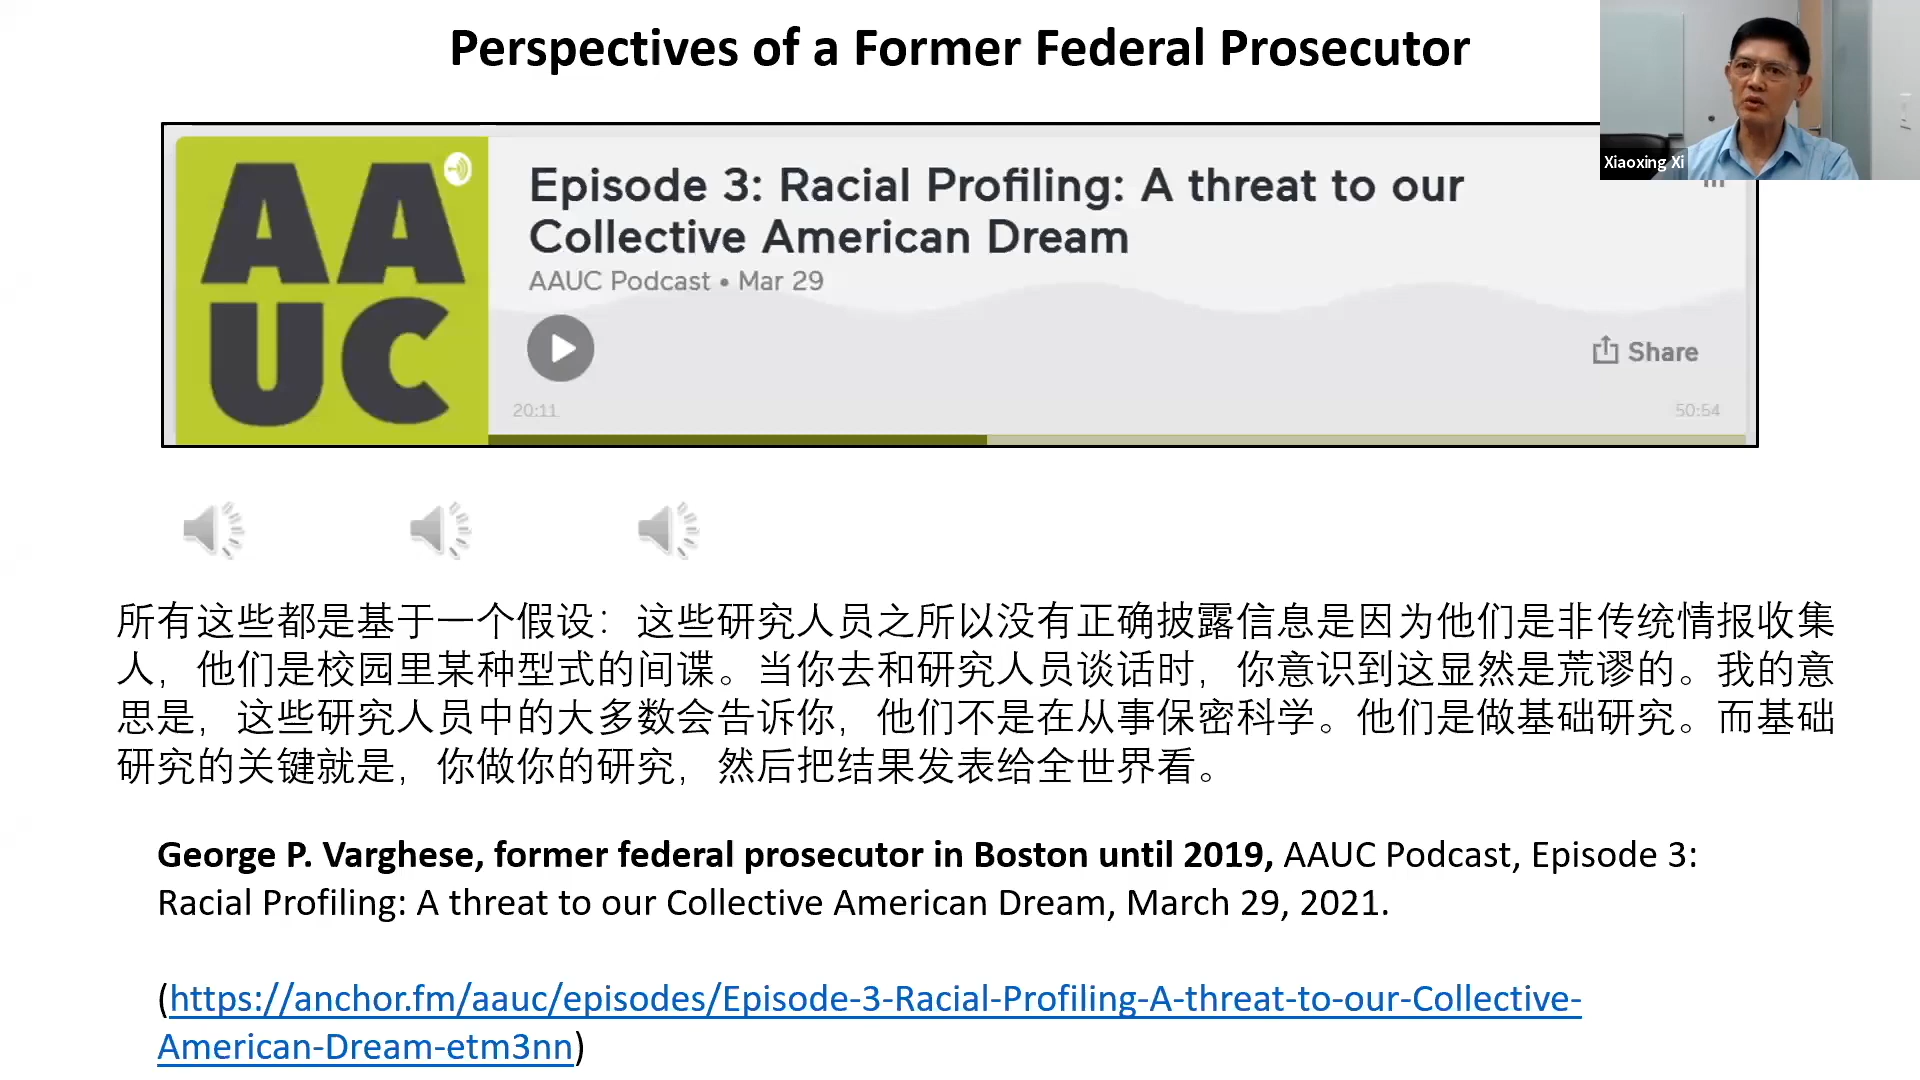 Perspectives of a Former Federal Prosecutor
Xiaoxing Xi
AA
UC
Episode 3: Racial Profiling: A threat to our
Collective American Dream
AAUC Podcast • Mar 29
Share
20:11
50:54
所有这些都是基于一个假设：这些研究人员之所以没有正确披露信息是因为他们是非传统情报收集
人，他们是校园里某种型式的间谍。当你去和研究人员谈话时，你意识到这显然是荒谬的。我的意
思是，这些研究人员中的大多数会告诉你，他们不是在从事保密科学。他们是做基础研究。而基础
研究的关键就是，你做你的研究，然后把结果发表给全世界看。
George P. Varghese, former federal prosecutor in Boston until 2019, AAUC Podcast, Episode 3:
Racial Profiling: A threat to our Collective American Dream, March 29, 2021.
(https://anchor.fm/aauc/episodes/Episode-3-Racial-Profiling-A-threat-to-our-Collective-
American-Dream-etm3nn)